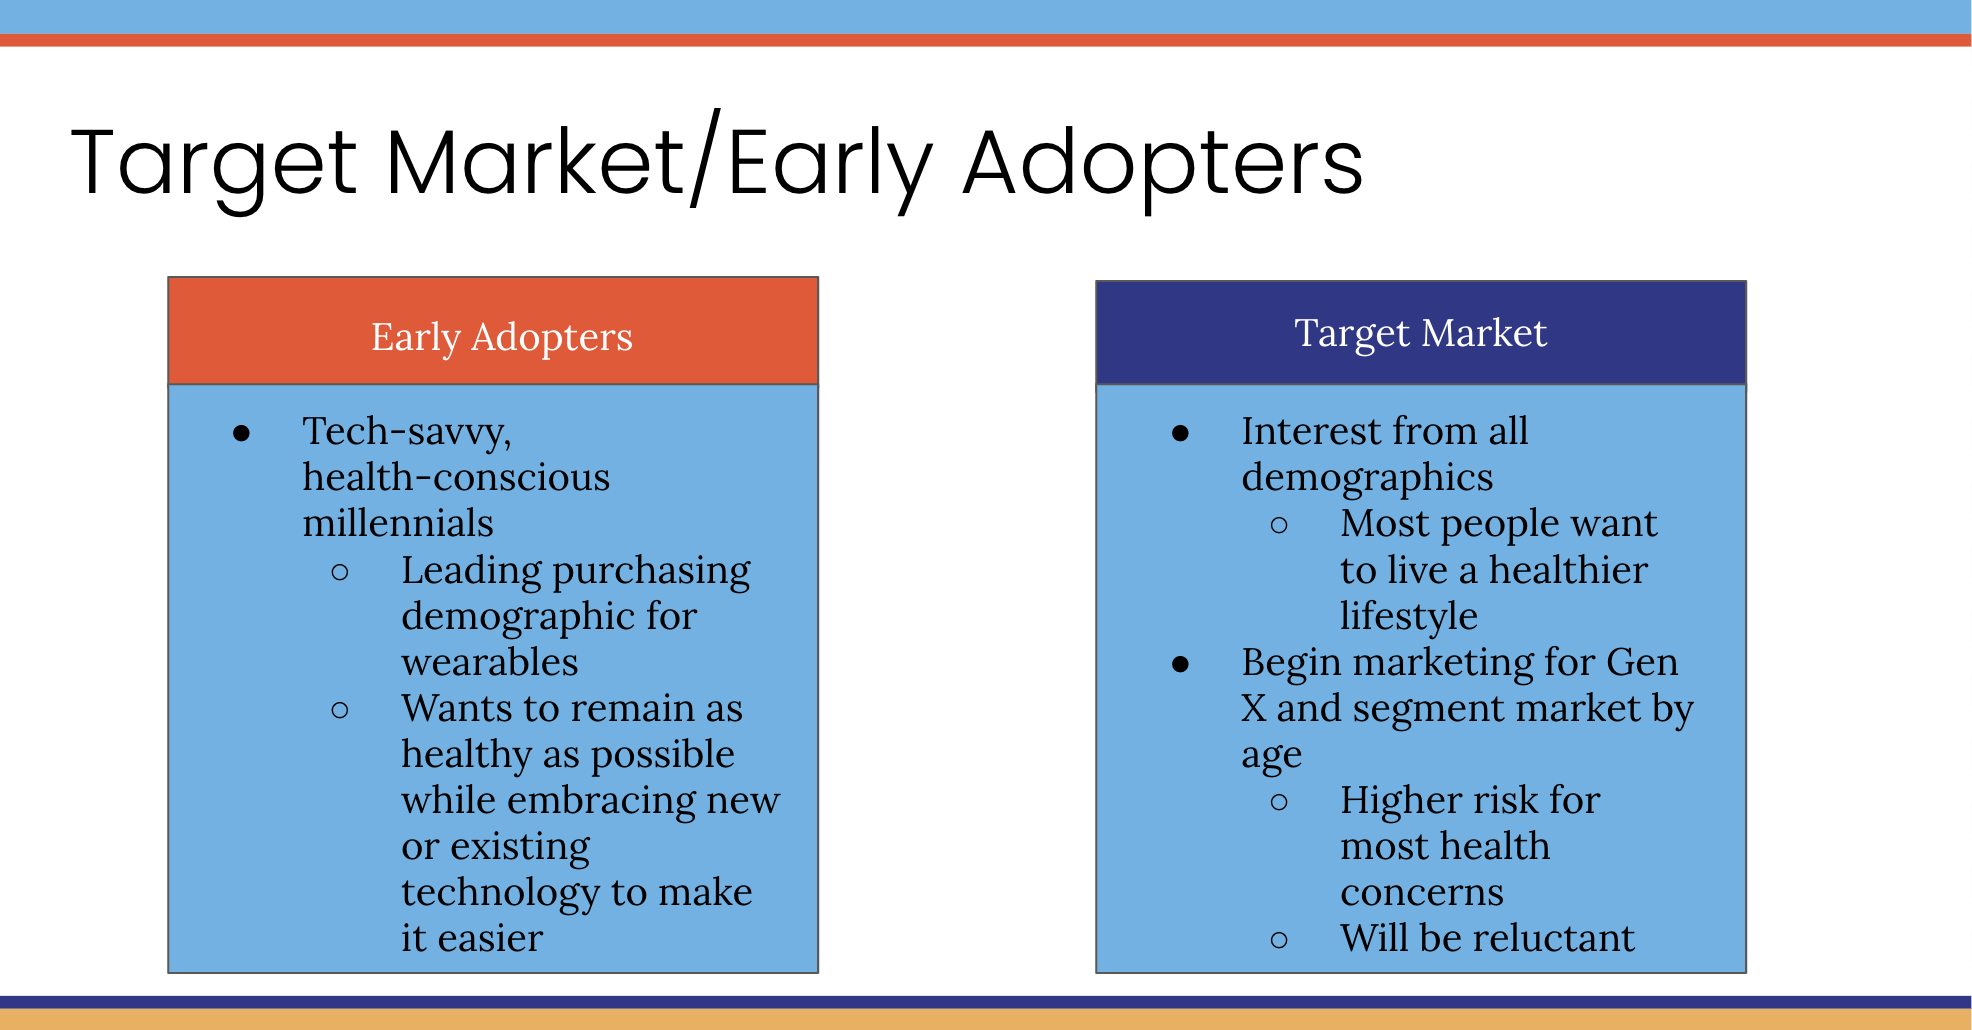 Target Market/Early Adopters
Early Adopters
● Tech-savvy,
health-conscious
millennials
○ Leading purchasing
demographic for
wearables
○ Wants to remain as
healthy as possible
while embracing new
or existing
technology to make
it easier
Target Market
● Interest from all
demographics
○ Most people want
to live a healthier
lifestyle
● Begin marketing for Gen
X and segment market by
age
○ Higher risk for
most health
concerns
○ Will be reluctant